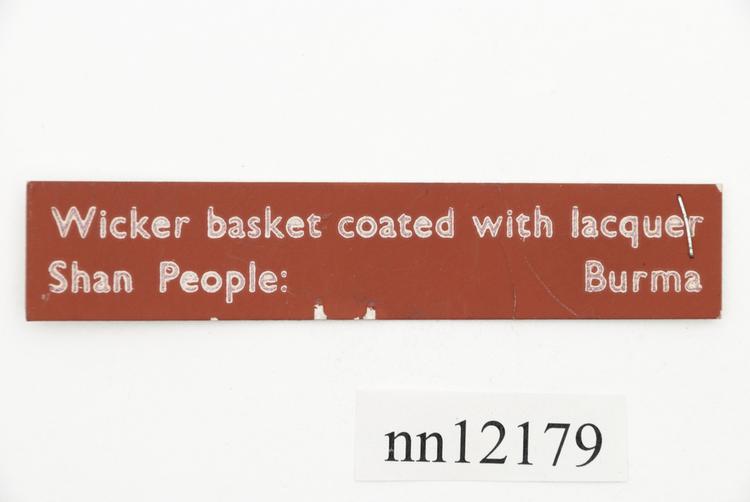 Wicker basket coated with lacquer
Shan People: Burma
nn12179